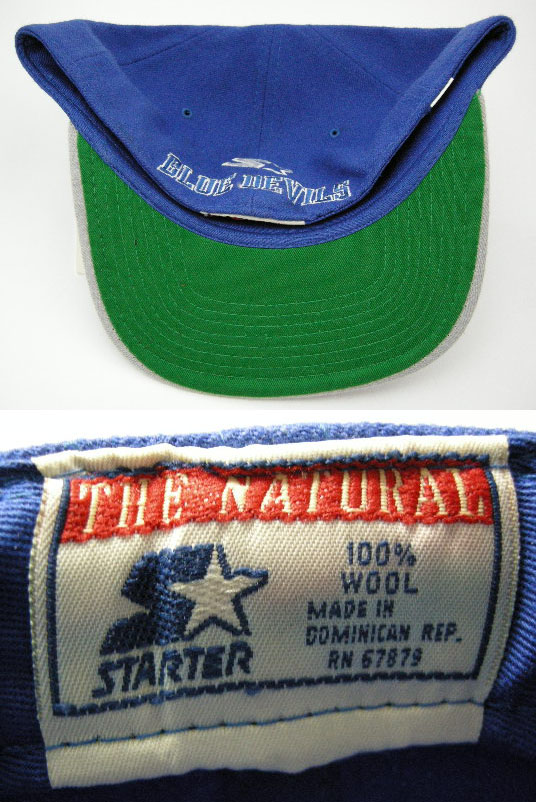 BLUE DEVILS
THE NATURAL
100%
WOOL
MADE IN
DOMINICAN REP.
RN 67879
STARTER